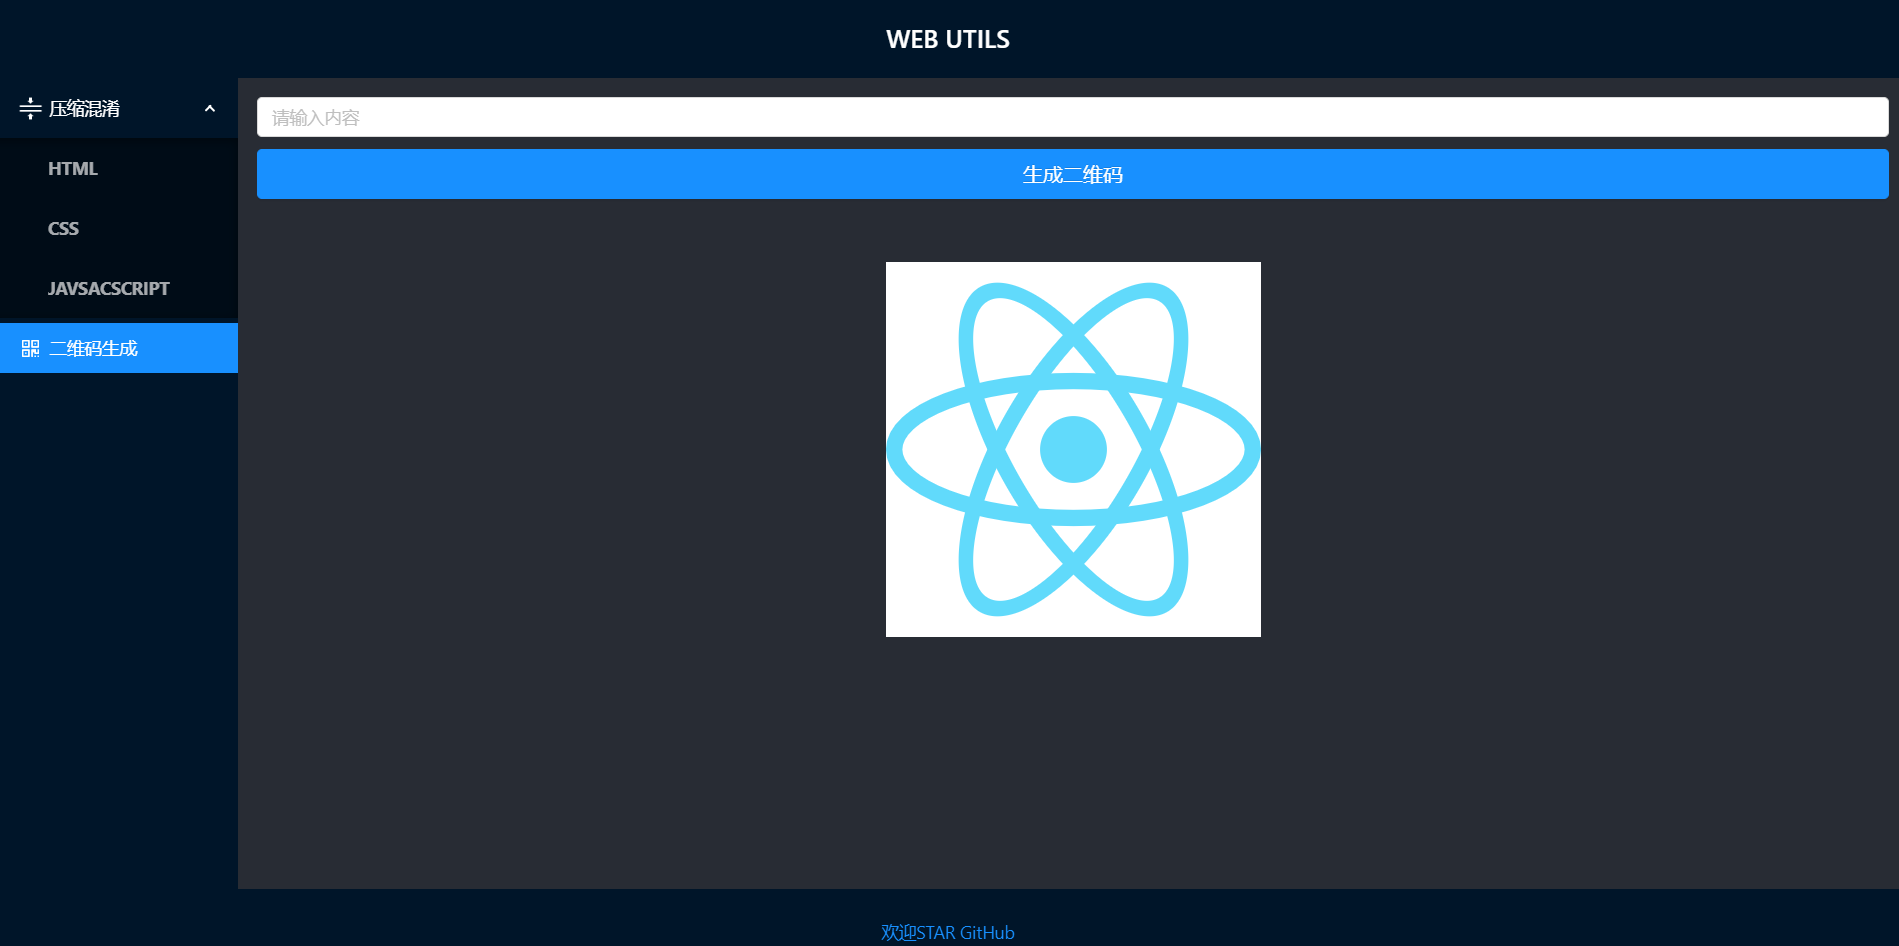 WEB UTILS
压缩混淆
HTML
CSS
JAVSACSCRIPT
二维码生成
请输入内容
生成二维码
欢迎STAR GitHub